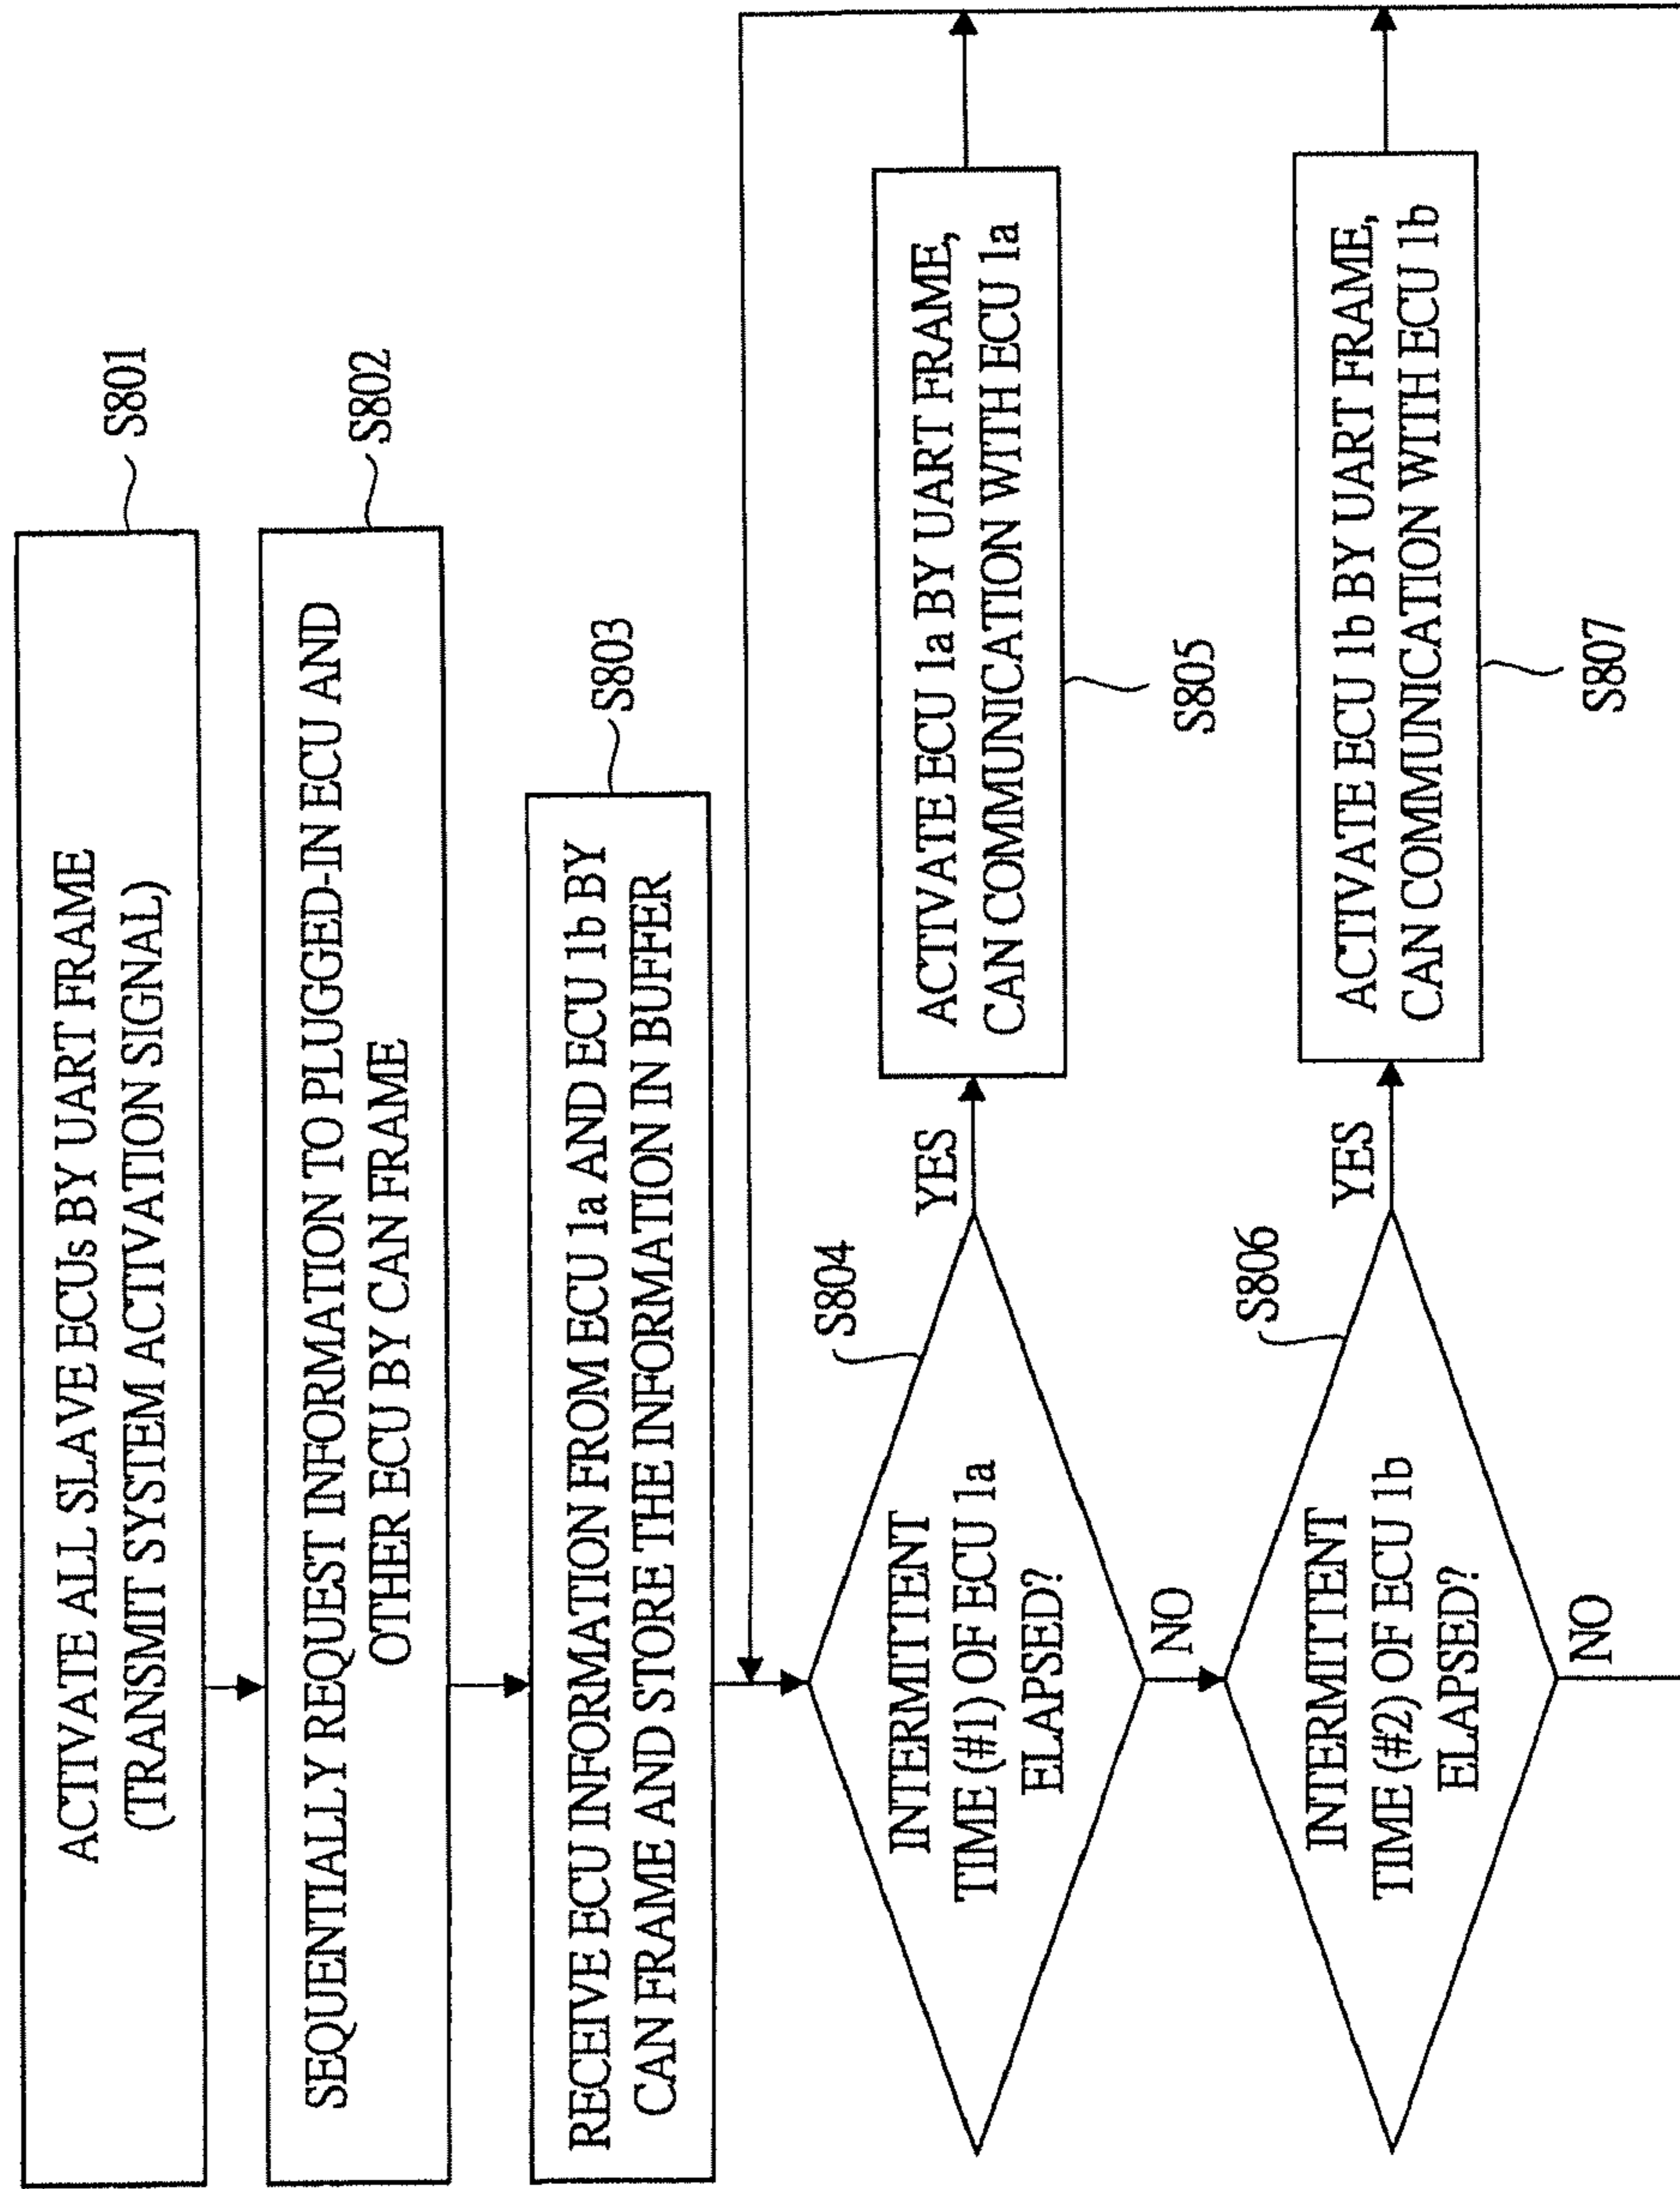 S801
ACTIVATE ALL SLAVE ECUs BY UART FRAME
(TRANSMIT SYSTEM ACTIVATION SIGNAL)
S802
SEQUENTIALLY REQUEST INFORMATION TO PLUGGED-IN ECU AND
OTHER ECU BY CAN FRAME
S803
RECEIVE ECU INFORMATION FROM ECU 1a AND ECU 1b BY
CAN FRAME AND STORE THE INFORMATION IN BUFFER
S804
INTERMITTENT
TIME (#1) OF ECU 1a
ELAPSED?
YES
NO
ACTIVATE ECU 1a BY UART FRAME,
CAN COMMUNICATION WITH ECU 1a
S805
S806
INTERMITTENT
TIME (#2) OF ECU 1b
ELAPSED?
YES
NO
ACTIVATE ECU 1b BY UART FRAME,
CAN COMMUNICATION WITH ECU 1b
S807